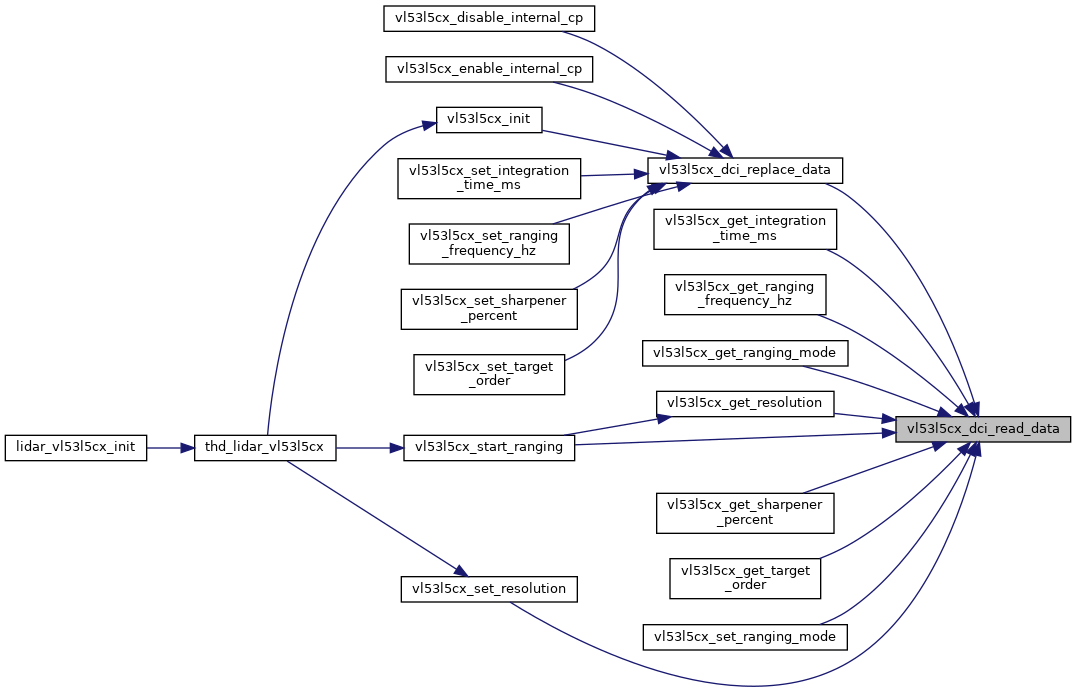 vl53l5cx_disable_internal_cp
vl53l5cx_enable_internal_cp
vl53l5cx_init
vl53l5cx_dci_replace_data
vl53l5cx_set_integration
_time_ms
vl53l5cx_get_integration
_time_ms
vl53l5cx_set_ranging
_frequency_hz
vl53l5cx_get_ranging
_frequency_hz
vl53l5cx_set_sharpener
_percent
vl53l5cx_get_ranging_mode
vl53l5cx_set_target
_order
vl53l5cx_get_resolution
vl53l5cx_dci_read_data
lidar_vl53l5cx_init
thd_lidar_vl53l5cx
vl53l5cx_start_ranging
vl53l5cx_get_sharpener
_percent
vl53l5cx_get_target
_order
vl53l5cx_set_resolution
vl53l5cx_set_ranging_mode